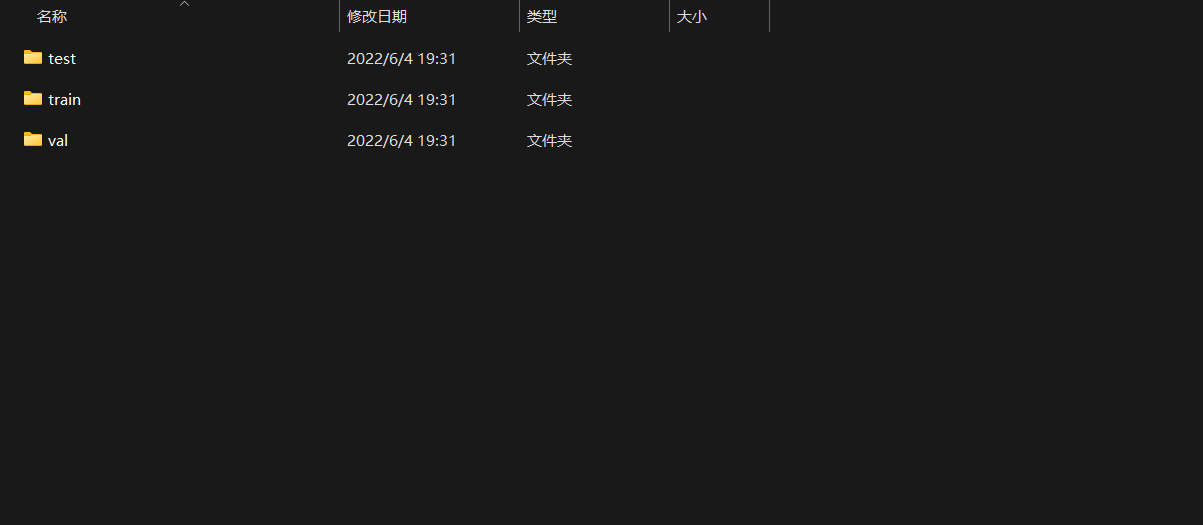 名称 修改日期 类型 大小
test 2022/6/4 19:31 文件夹
train 2022/6/4 19:31 文件夹
val 2022/6/4 19:31 文件夹